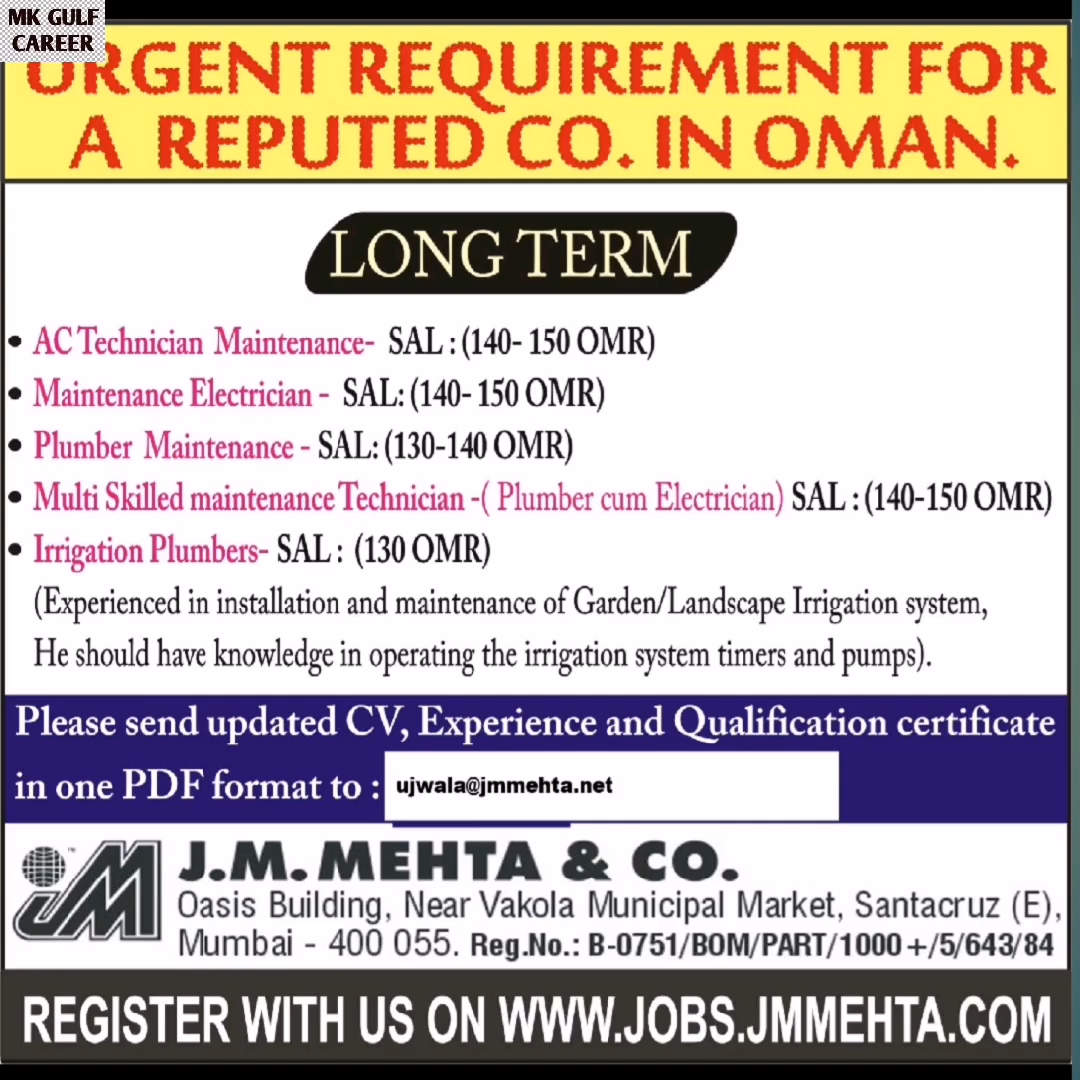 MK GULF
CAREER
URGENT REQUIREMENT FOR
A REPUTED CO. IN OMAN.
LONG TERM
• AC Technician Maintenance- SAL : (140- 150 OMR)
• Maintenance Electrician - SAL: (140- 150 OMR)
• Plumber Maintenance - SAL: (130-140 OMR)
• Multi Skilled maintenance Technician -( Plumber cum Electrician) SAL : (140-150 OMR)
• Irrigation Plumbers- SAL : (130 OMR)
(Experienced in installation and maintenance of Garden/Landscape Irrigation system,
He should have knowledge in operating the irrigation system timers and pumps).
Please send updated CV, Experience and Qualification certificate
in one PDF format to : ujwala@jmmehta.net
JM ™
J.M. MEHTA & CO.
Oasis Building, Near Vakola Municipal Market, Santacruz (E),
Mumbai - 400 055. Reg.No.: B-0751/BOM/PART/1000+/5/643/84
REGISTER WITH US ON WWW.JOBS.JMMEHTA.COM